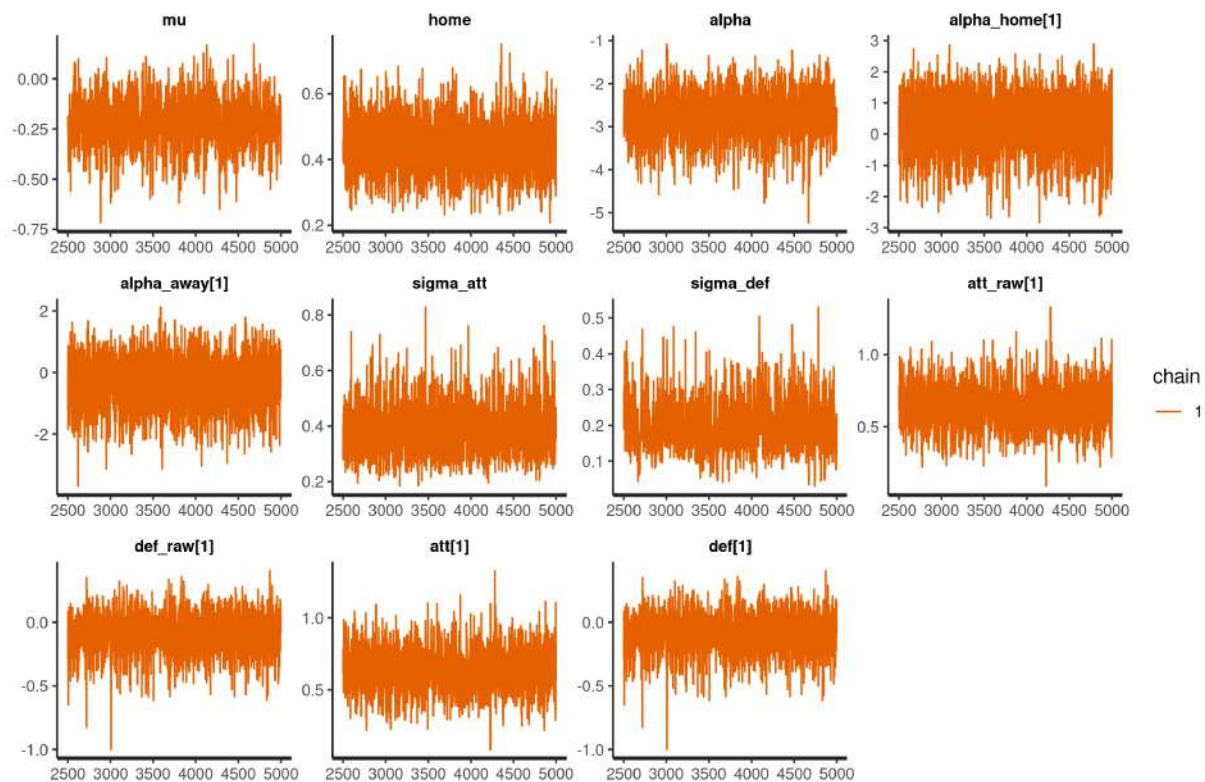 mu home alpha alpha_home[1]
0.00 -0.25 -0.50 -0.75
0.6 0.4 0.2
-1 -2 -3 -4 -5
3 2 1 0 -1 -2 -3
2500 3000 3500 4000 4500 5000 2500 3000 3500 4000 4500 5000 2500 3000 3500 4000 4500 5000 2500 3000 3500 4000 4500 5000
alpha_away[1] sigma_att sigma_def att_raw[1]
2 0 -2
0.8 0.6 0.4 0.2
0.5 0.4 0.3 0.2 0.1
1.0 0.5
2500 3000 3500 4000 4500 5000 2500 3000 3500 4000 4500 5000 2500 3000 3500 4000 4500 5000 2500 3000 3500 4000 4500 5000
def_raw[1] att[1] def[1]
0.0 -0.5 -1.0
1.0 0.5
0.0 -0.5 -1.0
2500 3000 3500 4000 4500 5000 2500 3000 3500 4000 4500 5000 2500 3000 3500 4000 4500 5000
chain
1